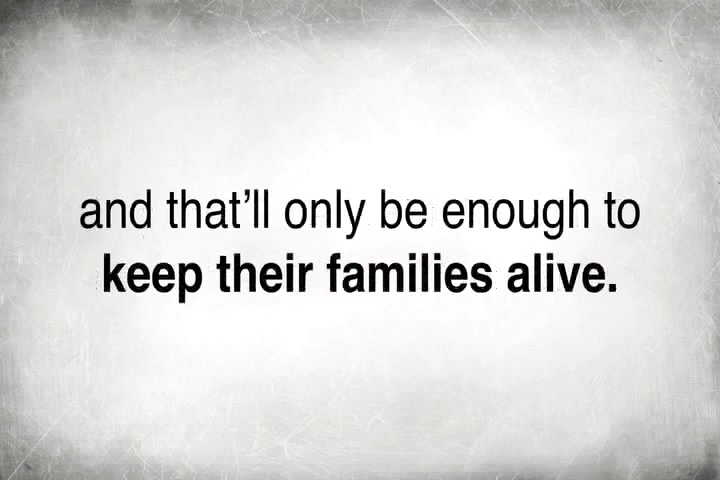 and that’ll only be enough to
keep their families alive.